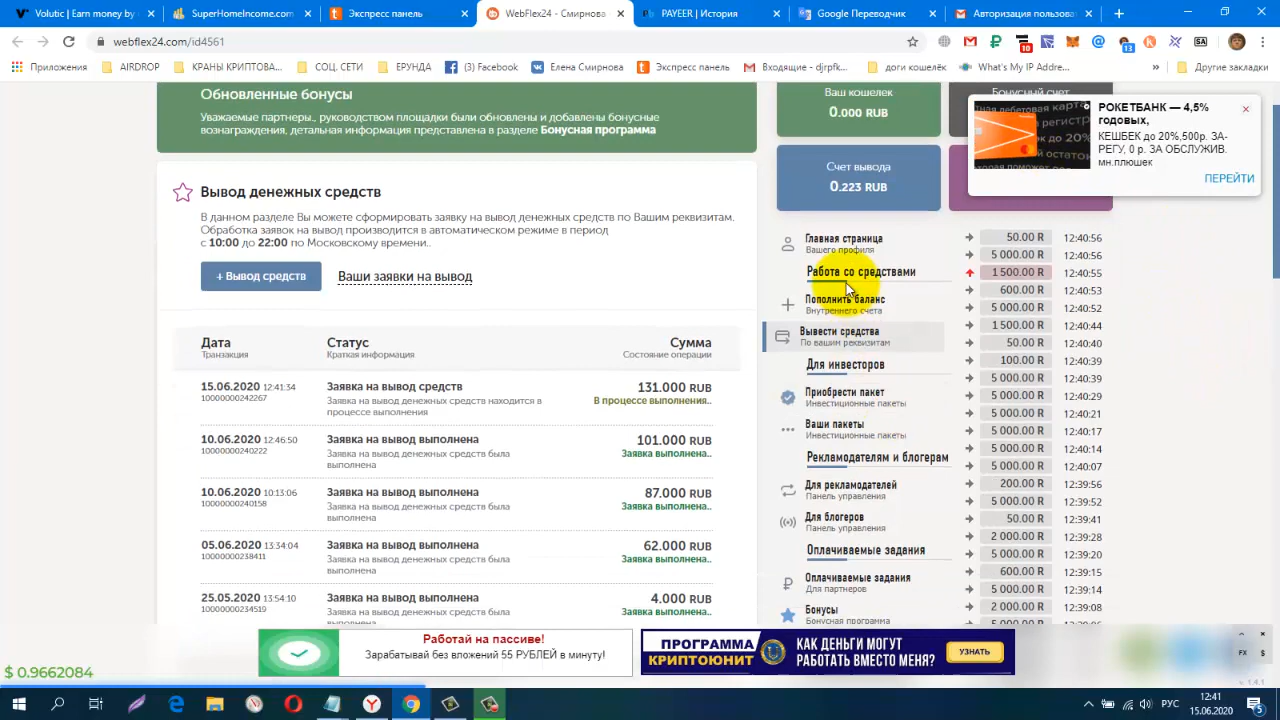 Volutic | Earn money by
SuperHomeIncome.com
Экспресс панель
WebFlex24 - Смирнова
PAYEER | История
Google Переводчик
Авторизация пользова
webflex24.com/id4561
10
13
Приложения
AIRDROP
КРАНЫ КРИПТОВА...
СОЦ. СЕТИ
ЕРУНДА
(3) Facebook
Елена Смирнова
Экспресс панель
Входящие - djrpfk...
доги кошелёк
What's My IP Addre...
»
Другие закладки
Обновленные бонусы
Уважаемые партнеры., руководством площадки были обновлены и добавлены бонусные
вознаграждения, детальная информация представлена в разделе Бонусная программа
Ваш кошелек
0.000 RUB
Бонусный счет
Счет вывода
0.223 RUB
РОКЕТБАНК — 4,5%
годовых,
КЕШБЕК до 20%,500р. ЗА-
РЕГУ, 0 р. ЗА ОБСЛУЖИВ.
мн.плюшек
ПЕРЕЙТИ
Вывод денежных средств
В данном разделе Вы можете сформировать заявку на вывод денежных средств по Вашим реквизитам.
Обработка заявок на вывод производится в автоматическом режиме в период
с 10:00 до 22:00 по Московскому времени..
+ Вывод средств
Ваши заявки на вывод
Дата
Транзакция
Статус
Краткая информация
Сумма
Состояние операции
15.06.2020 12:41:34
10000000242267
Заявка на вывод средств
Заявка на вывод денежных средств находится в
процессе выполнения
131.000 RUB
В процессе выполнения..
10.06.2020 12:46:50
10000000240222
Заявка на вывод выполнена
Заявка на вывод денежных средств была
выполнена
101.000 RUB
Заявка выполнена..
10.06.2020 10:13:06
10000000240158
Заявка на вывод выполнена
Заявка на вывод денежных средств была
выполнена
87.000 RUB
Заявка выполнена..
05.06.2020 13:34:04
10000000238411
Заявка на вывод выполнена
Заявка на вывод денежных средств была
выполнена
62.000 RUB
Заявка выполнена..
25.05.2020 13:54:10
10000000234519
Заявка на вывод выполнена
Заявка на вывод денежных средств была
выполнена
4.000 RUB
Заявка выполнена..
Главная страница
Вашего профиля
Работа со средствами
Пополнить баланс
Внутреннего счета
Вывести средства
По вашим реквизитам
Для инвесторов
Приобрести пакет
Инвестиционные пакеты
Ваши пакеты
Инвестиционные пакеты
Рекламодателям и блогерам
Для рекламодателей
Панель управления
Для блогеров
Панель управления
Оплачиваемые задания
Оплачиваемые задания
Для партнеров
Бонусы
Бонусная программа
50.00 R 12:40:56
5 000.00 R 12:40:56
1 500.00 R 12:40:55
600.00 R 12:40:53
5 000.00 R 12:40:52
1 500.00 R 12:40:44
50.00 R 12:40:40
100.00 R 12:40:39
5 000.00 R 12:40:39
5 000.00 R 12:40:29
5 000.00 R 12:40:21
5 000.00 R 12:40:17
5 000.00 R 12:40:14
5 000.00 R 12:40:07
200.00 R 12:39:56
5 000.00 R 12:39:52
50.00 R 12:39:41
2 000.00 R 12:39:28
5 000.00 R 12:39:20
600.00 R 12:39:15
5 000.00 R 12:39:14
2 000.00 R 12:39:08
Работай на пассиве!
Зарабатывай без вложений 55 РУБЛЕЙ в минуту!
ПРОГРАММА
КРИПТОЮНИТ
КАК ДЕНЬГИ МОГУТ
РАБОТАТЬ ВМЕСТО МЕНЯ?
УЗНАТЬ
$ 0.9662084
FX $
v. 1.4.1
РУС
12:41
15.06.2020